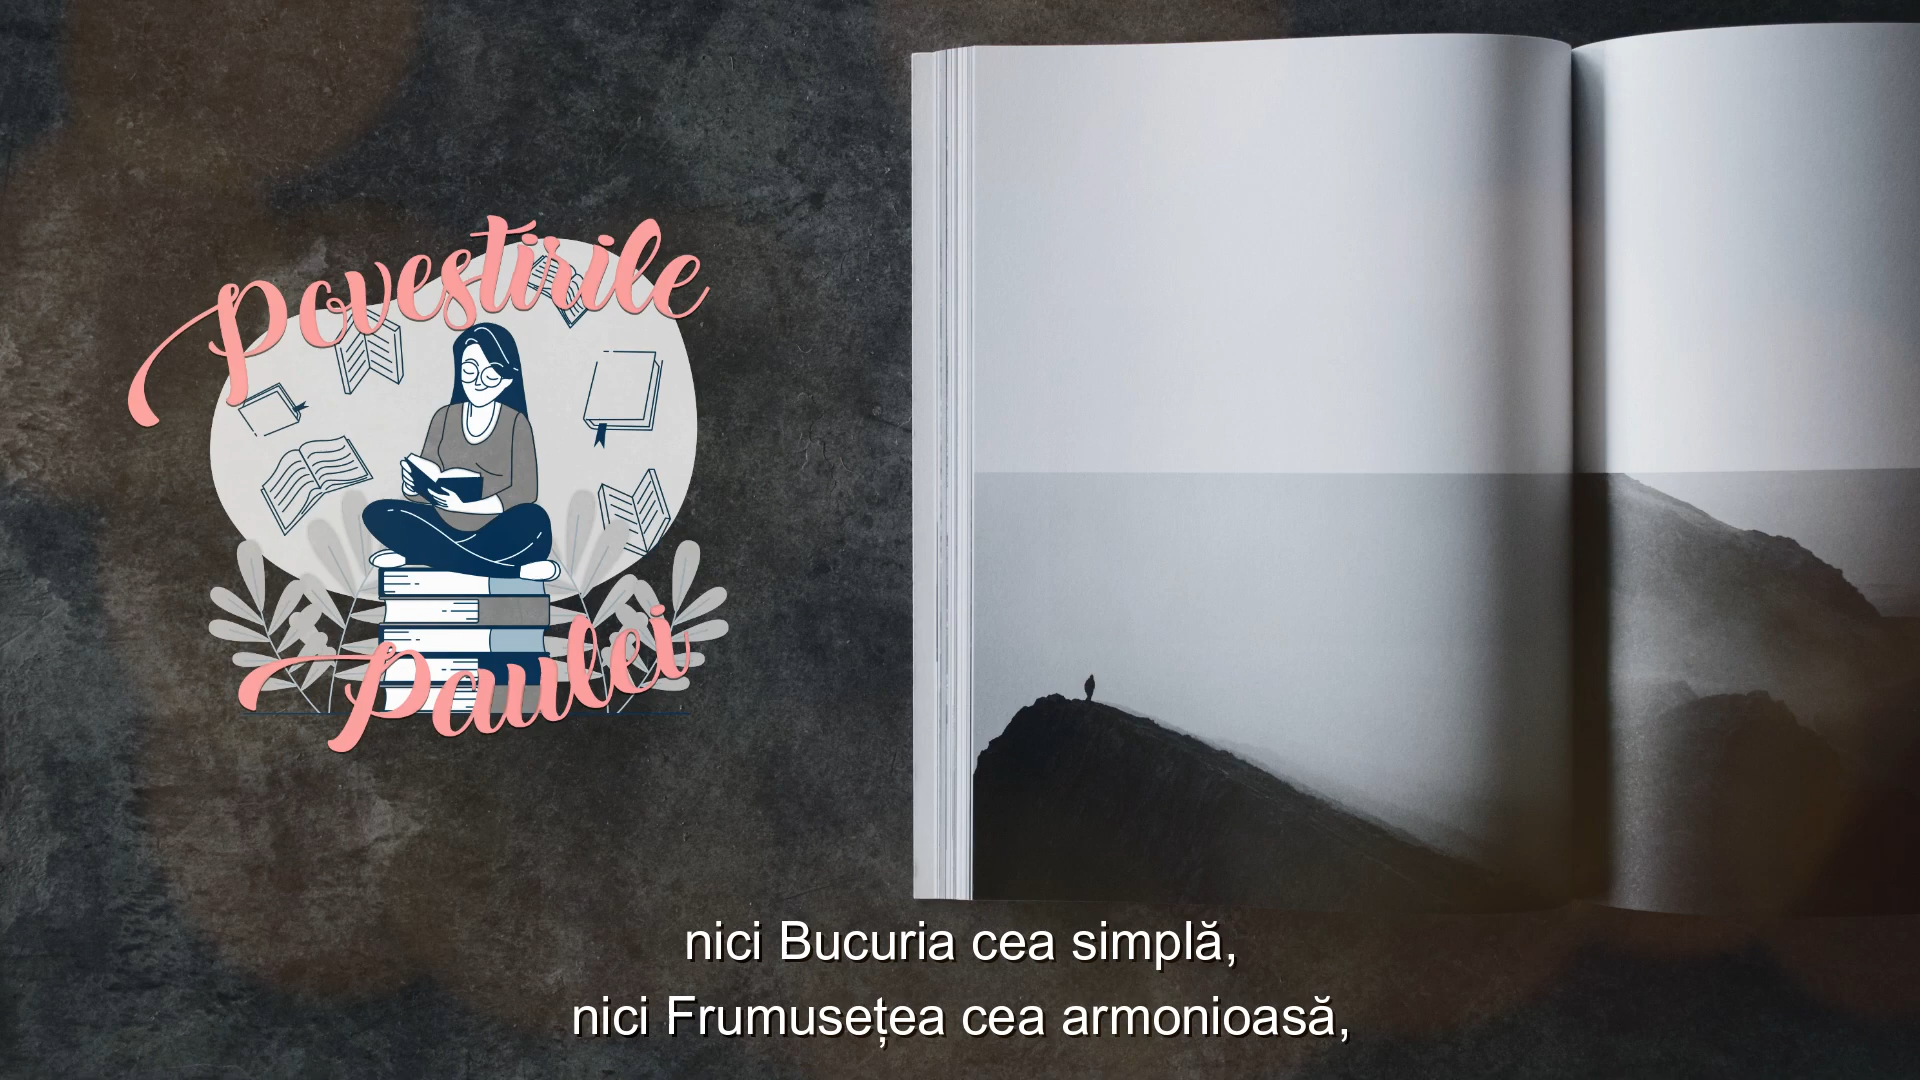 Povestirile
Paulei
nici Bucuria cea simplă,
nici Frumusețea cea armonioasă,